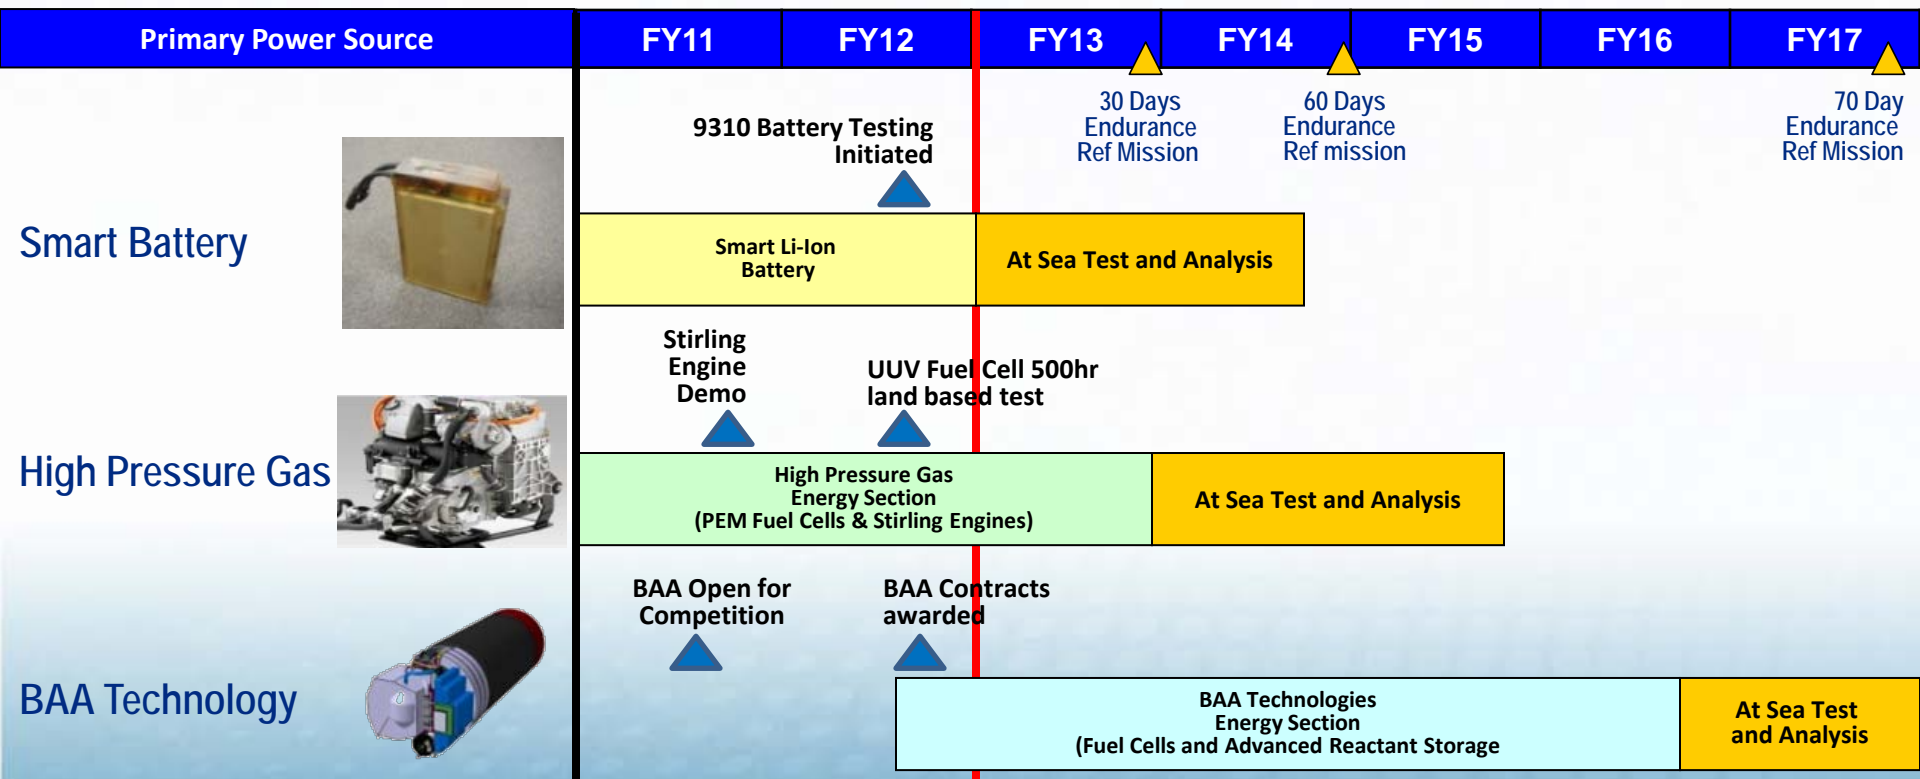 Primary Power Source
FY11
FY12
FY13
FY14
FY15
FY16
FY17
30 Days
Endurance
Ref Mission
60 Days
Endurance
Ref mission
70 Day
Endurance
Ref Mission
9310 Battery Testing
Initiated
Smart Battery
Smart Li-Ion
Battery
At Sea Test and Analysis
Stirling
Engine
Demo
UUV Fuel Cell 500hr
land based test
High Pressure Gas
High Pressure Gas
Energy Section
(PEM Fuel Cells & Stirling Engines)
At Sea Test and Analysis
BAA Open for
Competition
BAA Contracts
awarded
BAA Technology
BAA Technologies
Energy Section
(Fuel Cells and Advanced Reactant Storage
At Sea Test
and Analysis